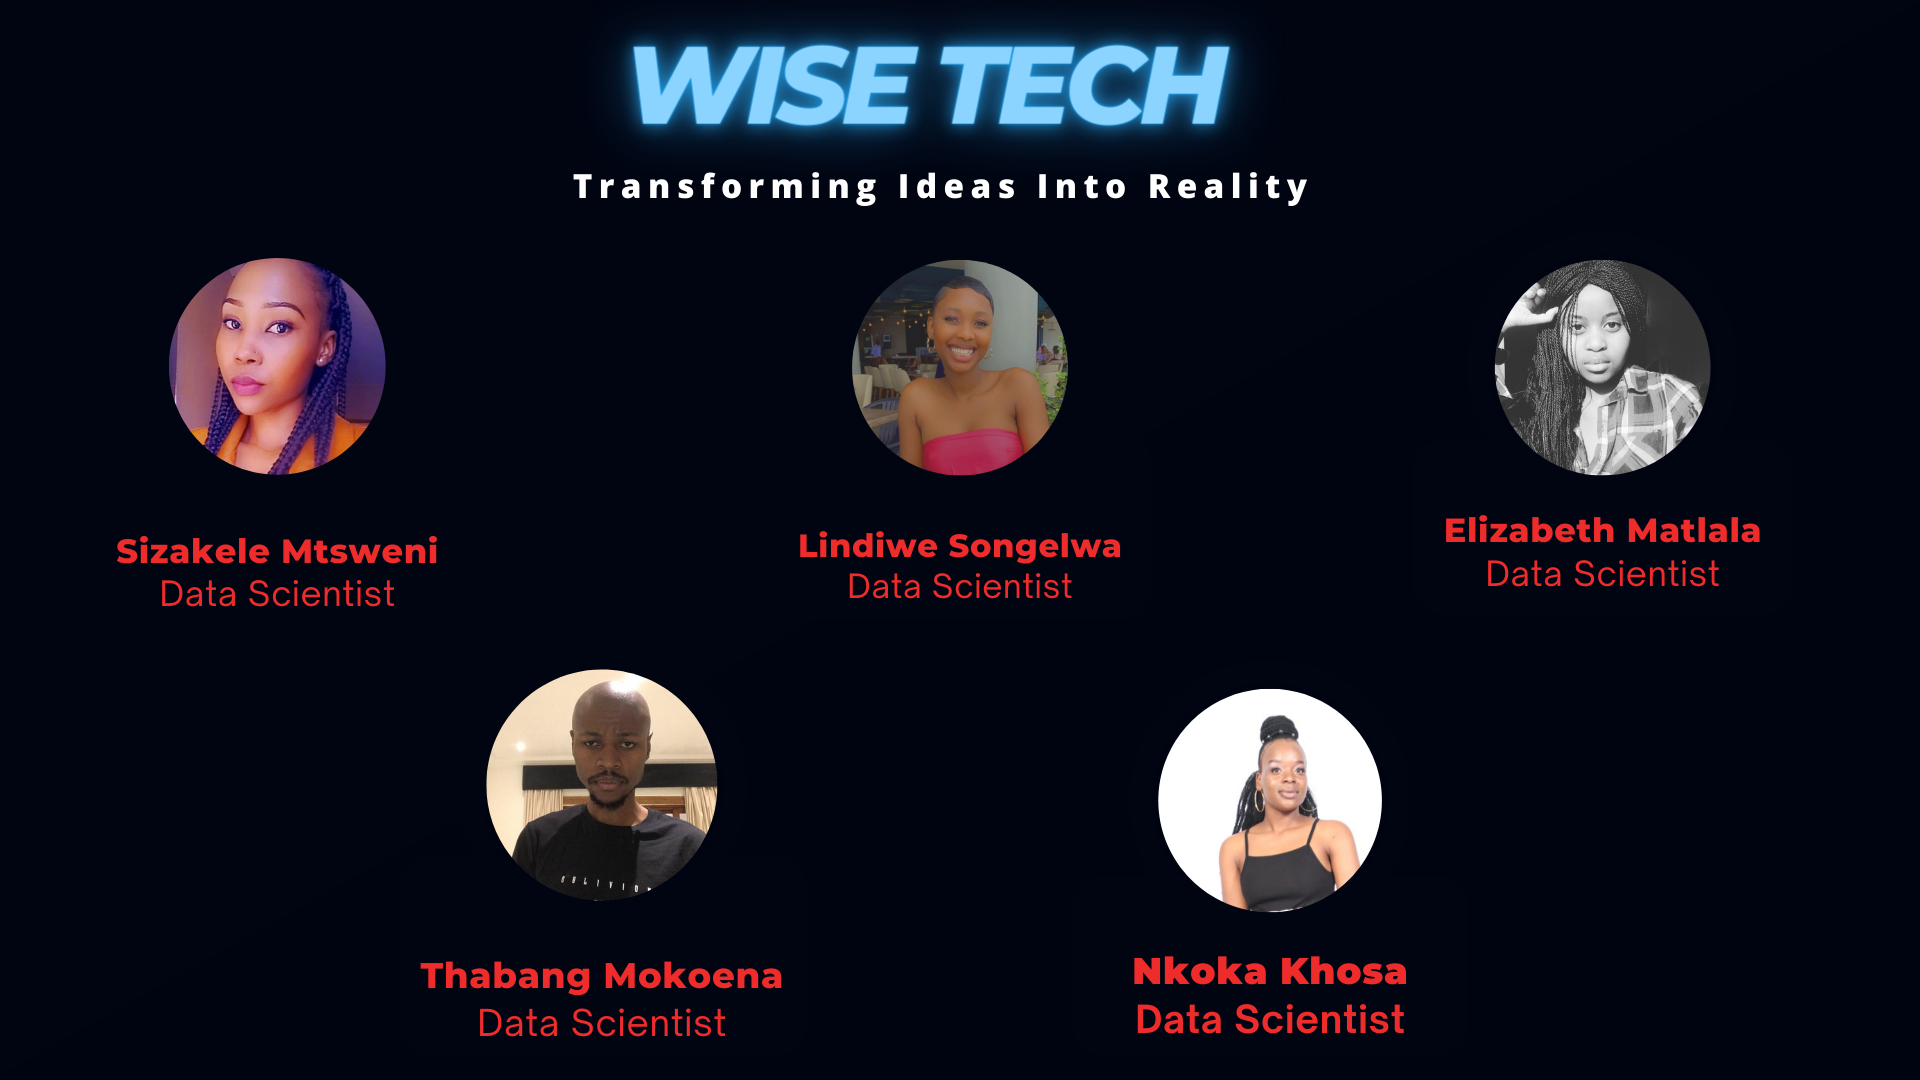 WISE TECH
Transforming Ideas Into Reality
Sizakele Mtsweni
Data Scientist
Lindiwe Songelwa
Data Scientist
Elizabeth Matlala
Data Scientist
OBLIVIO
Thabang Mokoena
Data Scientist
Nkoka Khosa
Data Scientist